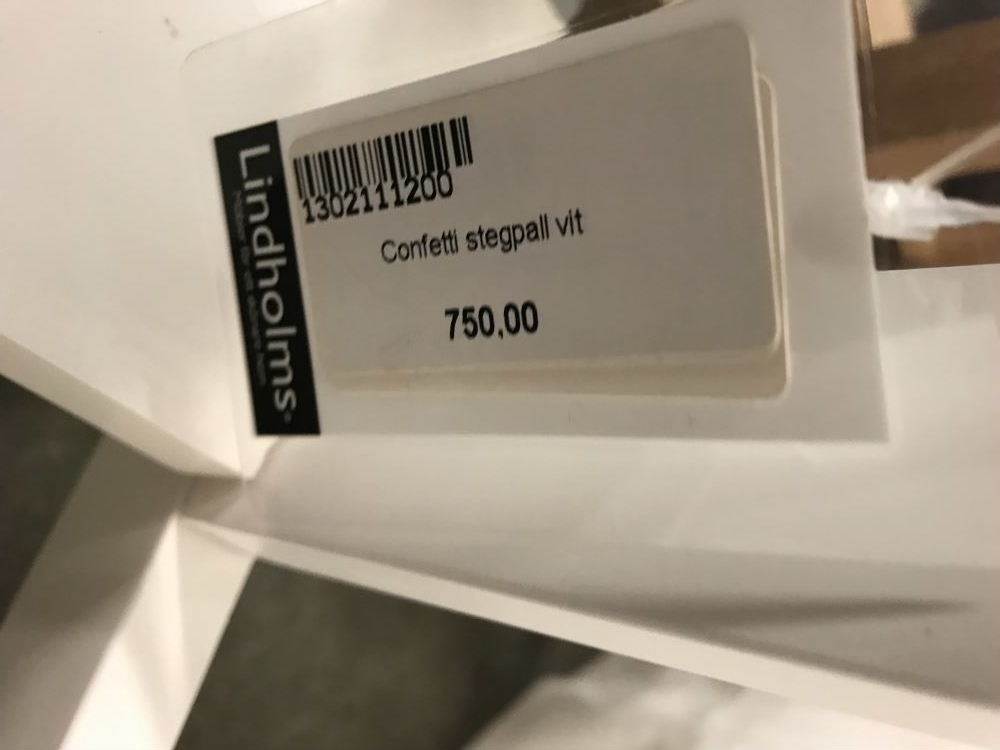 1302111200
Confetti stegpall vit
750,00
Lindholms